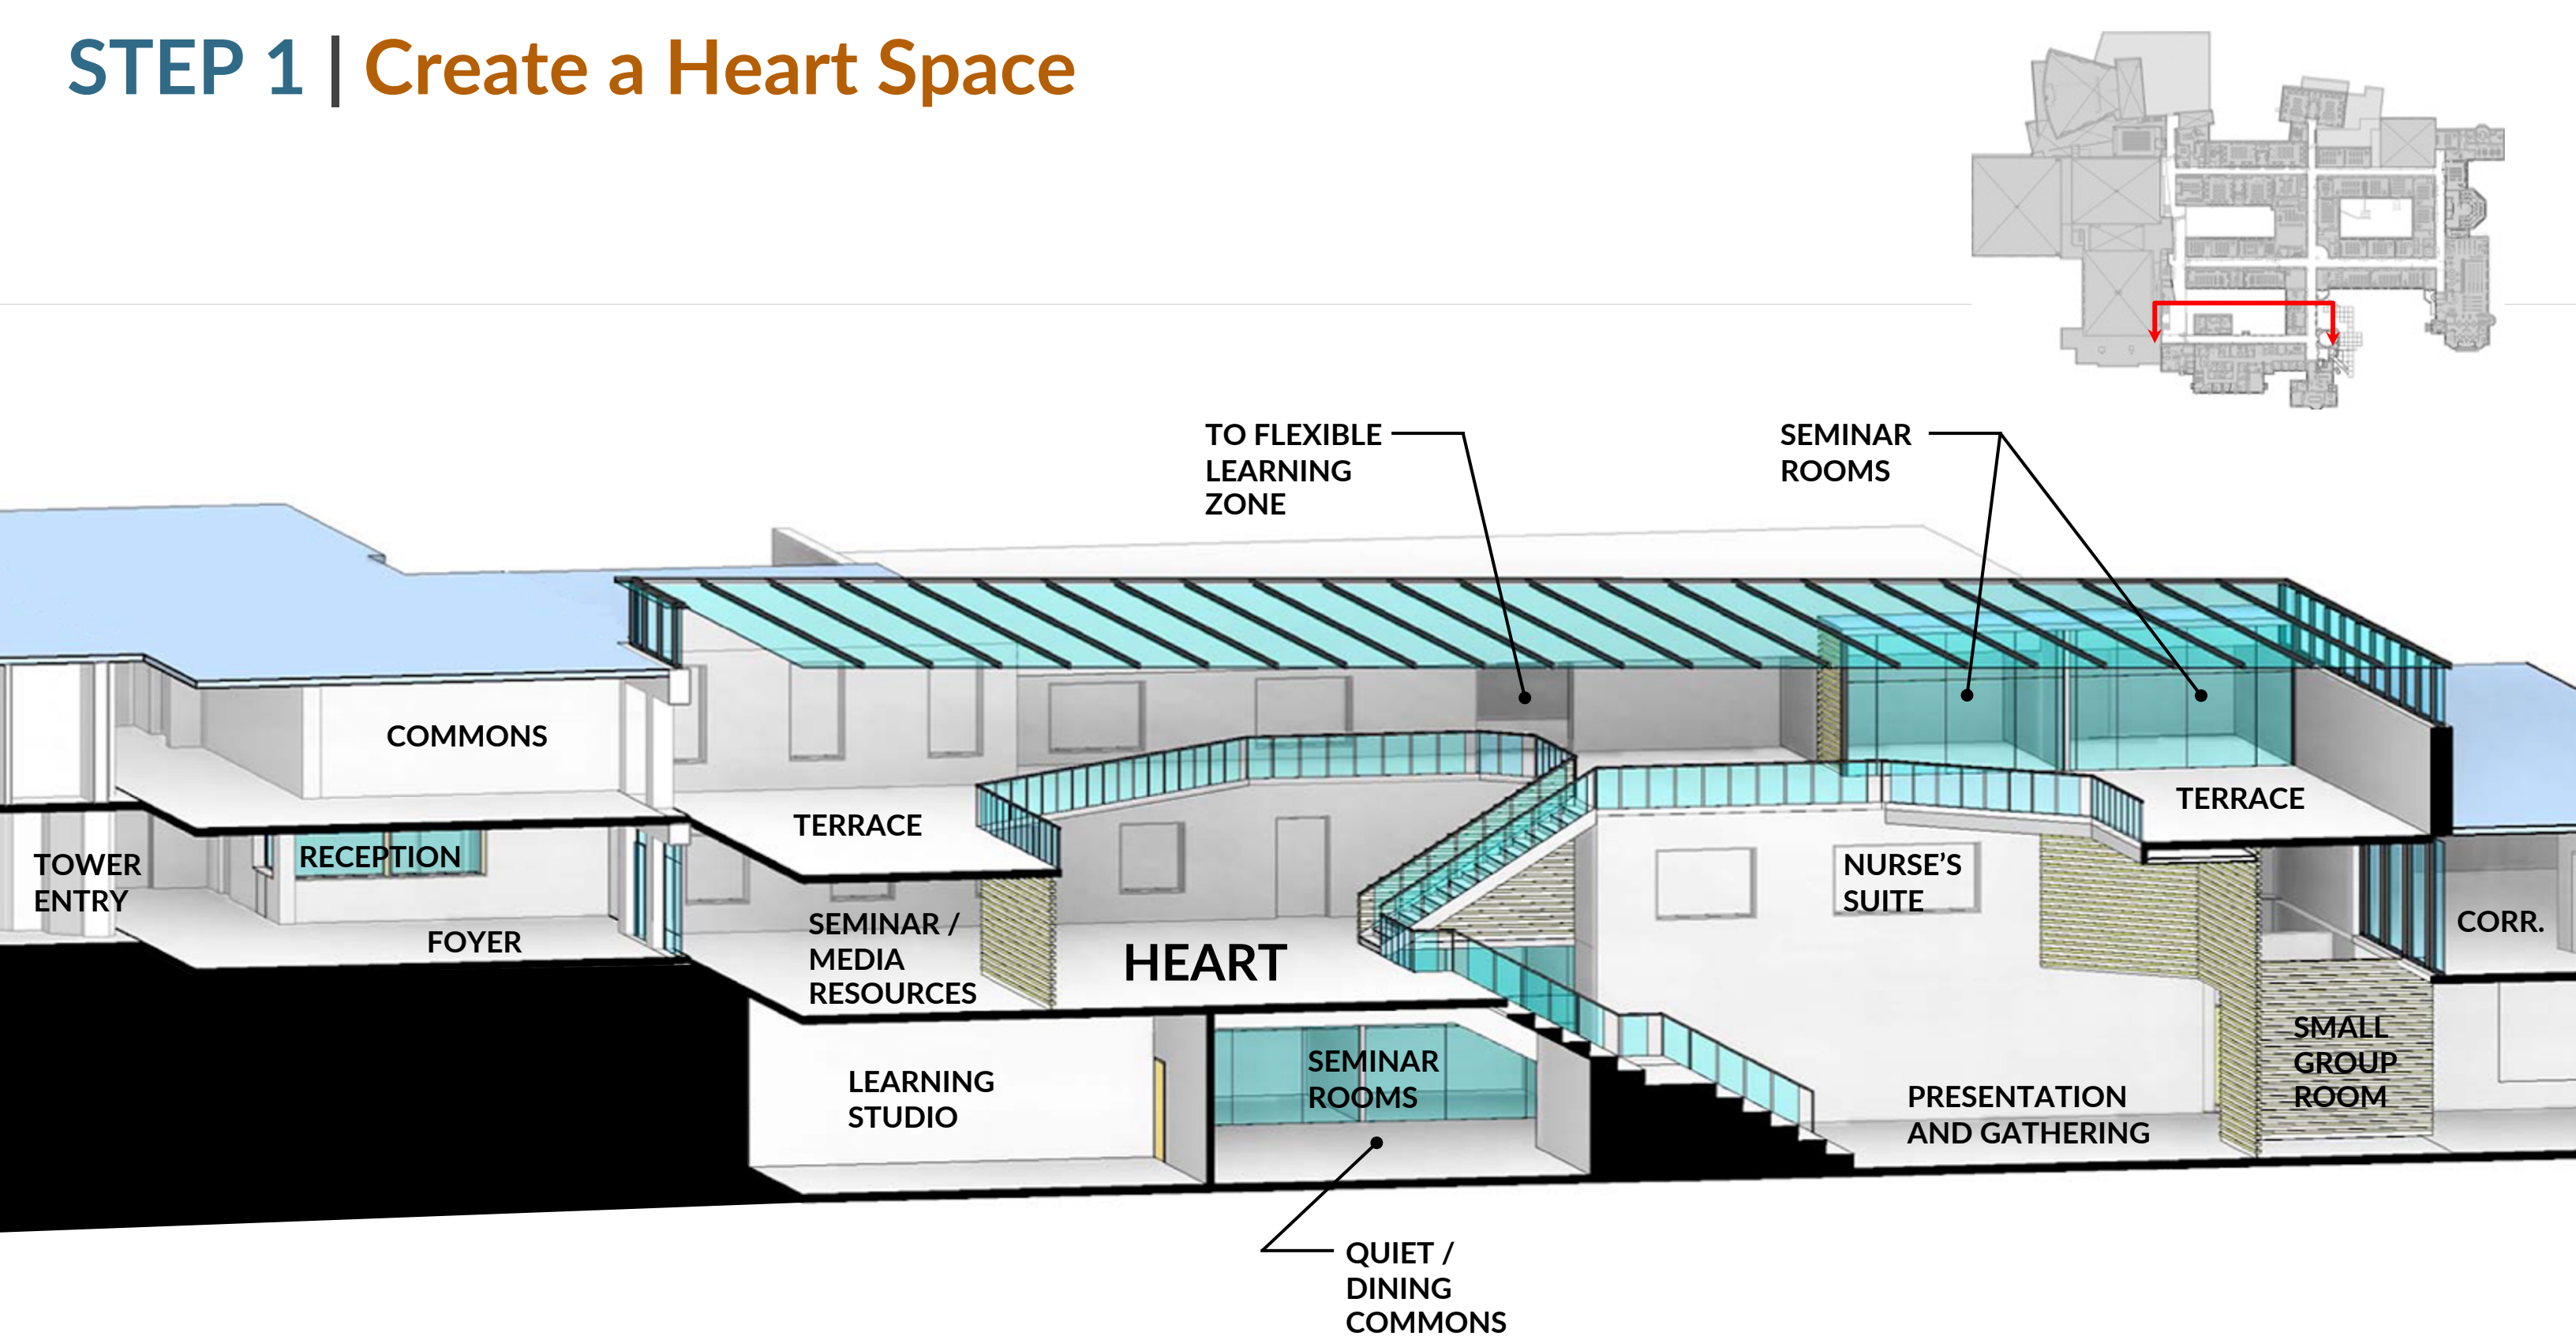 STEP 1 | Create a Heart Space
TO FLEXIBLE
LEARNING
ZONE
SEMINAR
ROOMS
COMMONS
TERRACE
TERRACE
TOWER
ENTRY
RECEPTION
FOYER
SEMINAR /
MEDIA
RESOURCES
HEART
NURSE’S
SUITE
CORR.
LEARNING
STUDIO
SEMINAR
ROOMS
PRESENTATION
AND GATHERING
SMALL
GROUP
ROOM
QUIET /
DINING
COMMONS